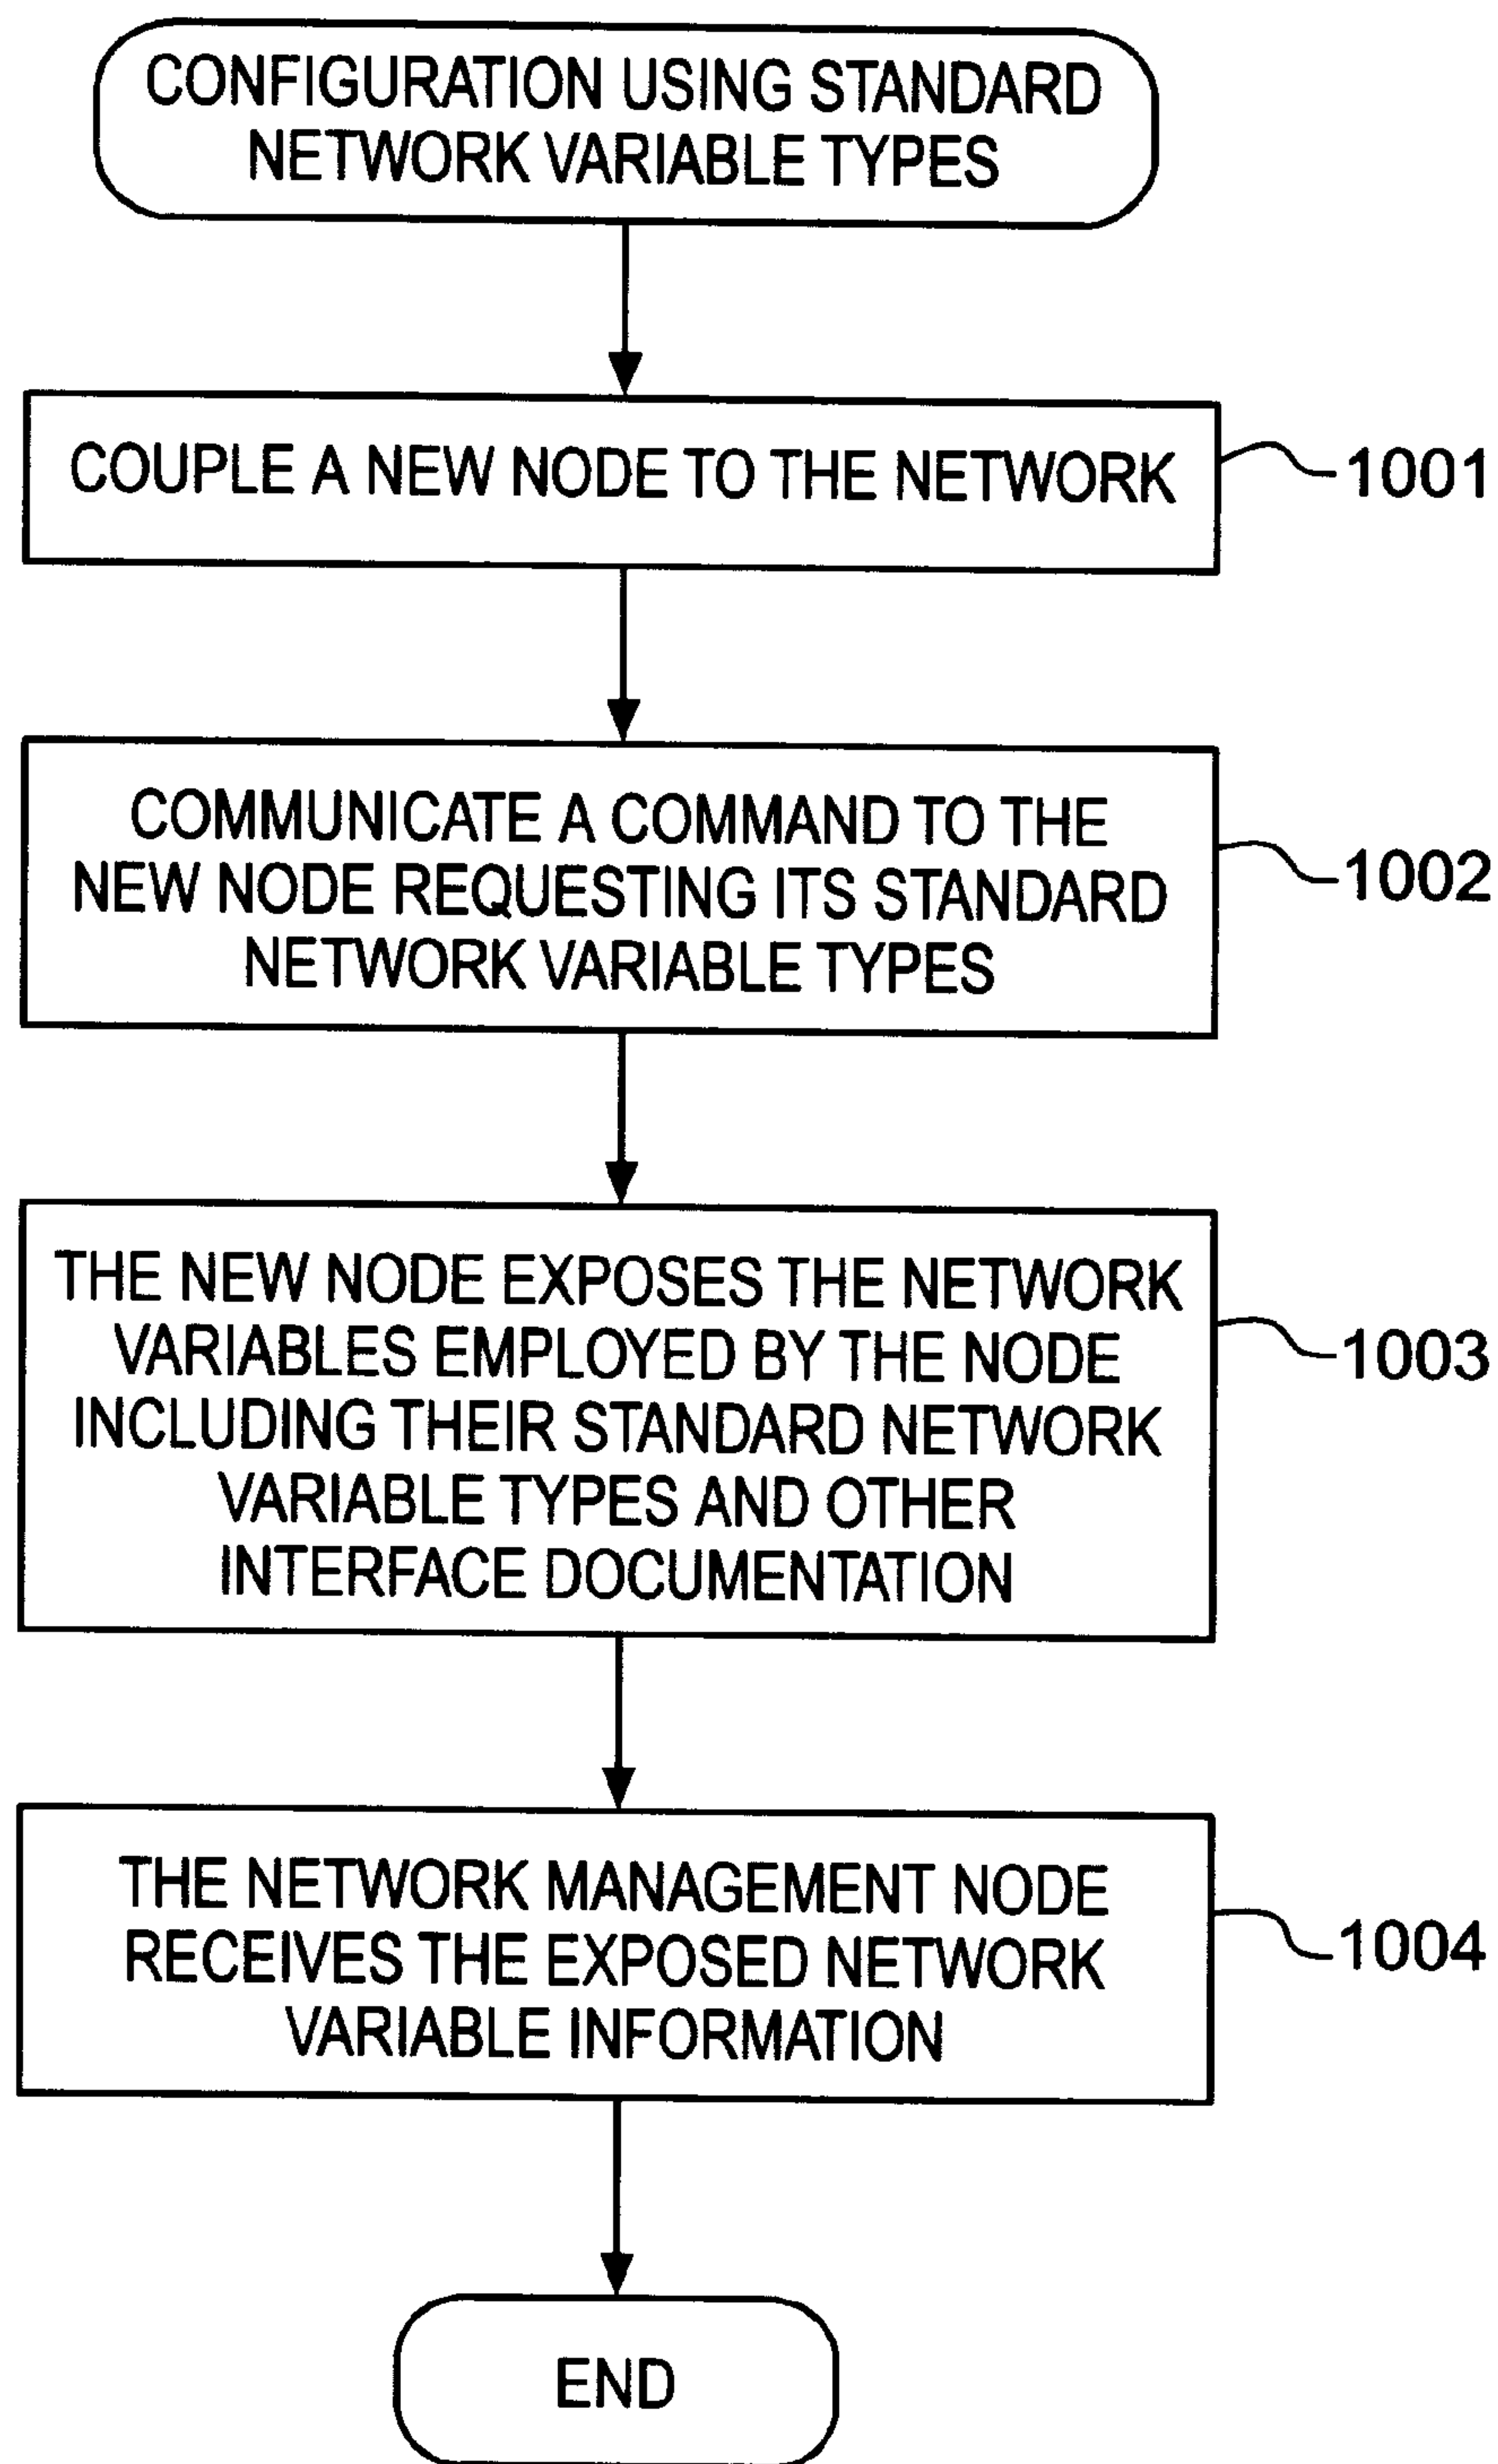 CONFIGURATION USING STANDARD
NETWORK VARIABLE TYPES
COUPLE A NEW NODE TO THE NETWORK
1001
COMMUNICATE A COMMAND TO THE
NEW NODE REQUESTING ITS STANDARD
NETWORK VARIABLE TYPES
1002
THE NEW NODE EXPOSES THE NETWORK
VARIABLES EMPLOYED BY THE NODE
INCLUDING THEIR STANDARD NETWORK
VARIABLE TYPES AND OTHER
INTERFACE DOCUMENTATION
1003
THE NETWORK MANAGEMENT NODE
RECEIVES THE EXPOSED NETWORK
VARIABLE INFORMATION
1004
END